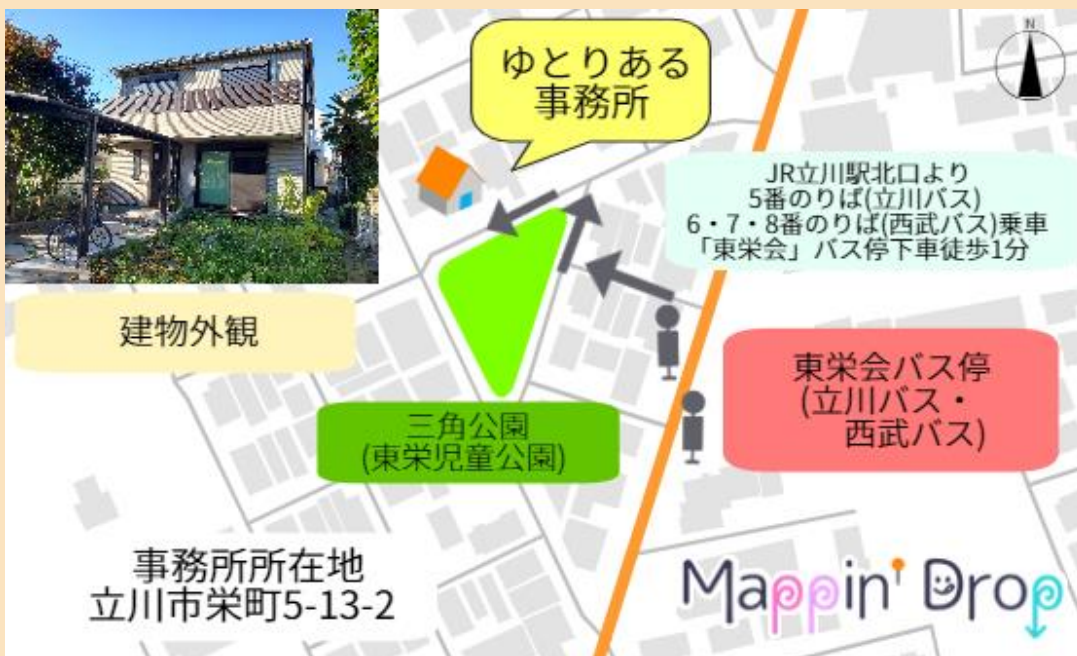 ゆとりある
事務所
N
JR立川駅北口より
5番のりば(立川バス)
6・7・8番のりば(西武バス)乗車
「東栄会」バス停下車徒歩1分
建物外観
東栄会バス停
(立川バス・
西武バス)
三角公園
(東栄児童公園)
事務所所在地
立川市栄町5-13-2
Mappin' Drop